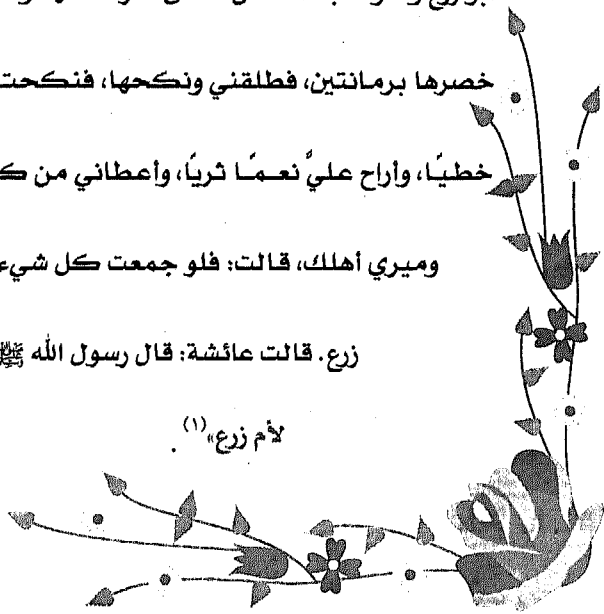 خصرها برمانتين، فطلقني ونكحها، فنكحت
خطيًا، وأراح عليَّ نعمًا ثريًا، وأعطاني من
وميري أهلك، قالت: فلو جمعت كل شيء
زرع. قالت عائشة: قال رسول الله ﷺ
لأم زرع»(١).